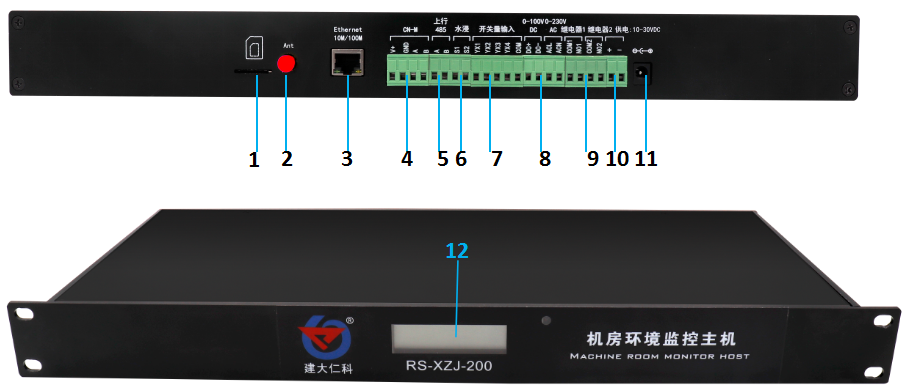 Ethernet
10M/100M
Ant
CN-M
上行
485
水浸
开关量输入
0-100V 0-230V
DC AC
继电器1 继电器2 供电:10-30VDC
V+ GND A B A B S1 S2 YX1 YX2 YX3 YX4 COM DC+ DC- ACL ACN COM1 NO1 COM2 NO2 + -
1 2 3 4 5 6 7 8 9 10 11
12
®
建大仁科
RS-XZJ-200
机房环境监控主机
MACHINE ROOM MONITOR HOST